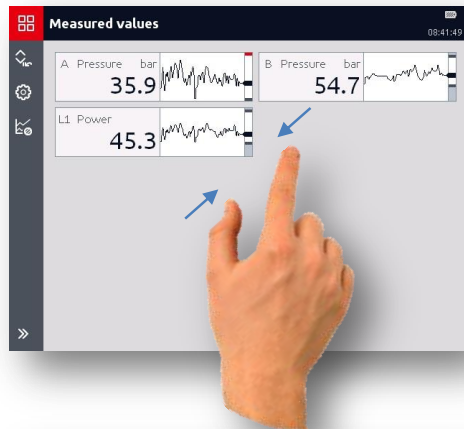 Measured values
08:41:49
A Pressure bar
35.9
B Pressure bar
54.7
L1 Power
45.3